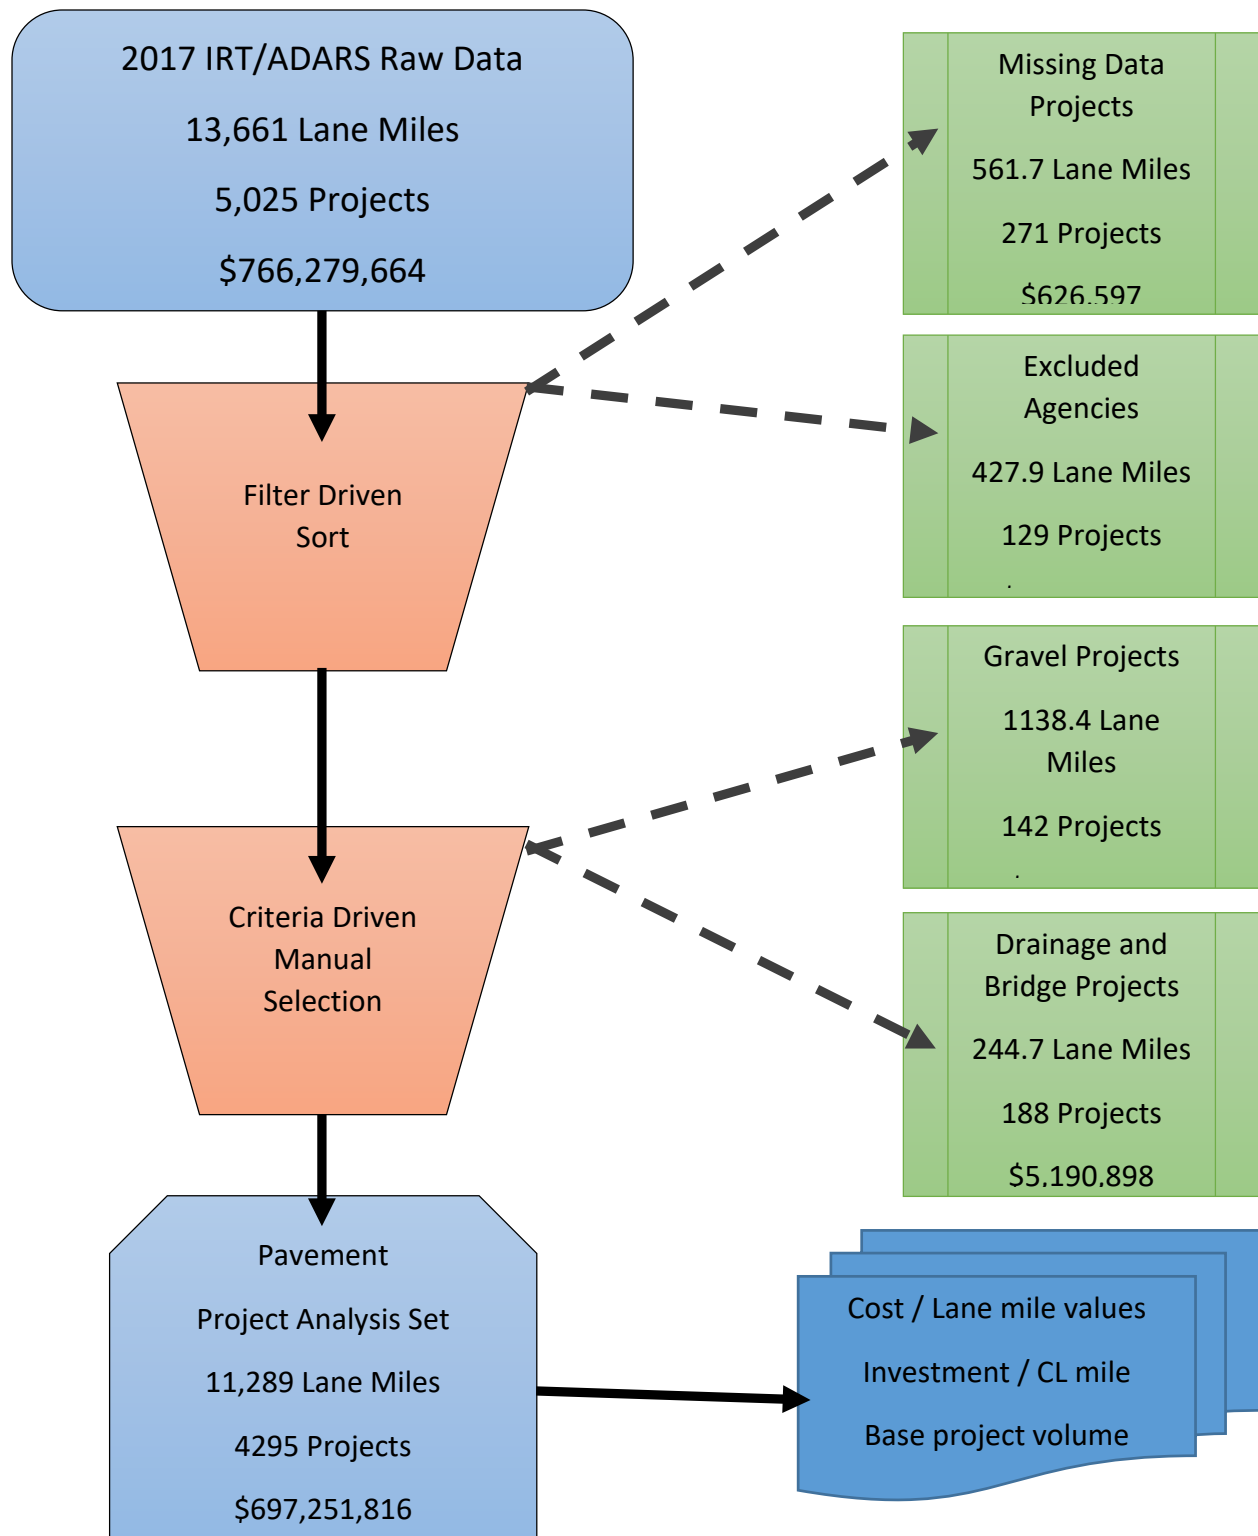 2017 IRT/ADARS Raw Data
13,661 Lane Miles
5,025 Projects
$766,279,664
Missing Data
Projects
561.7 Lane Miles
271 Projects
$626,597
Excluded
Agencies
427.9 Lane Miles
129 Projects
Filter Driven
Sort
Gravel Projects
1138.4 Lane
Miles
142 Projects
Criteria Driven
Manual
Selection
Drainage and
Bridge Projects
244.7 Lane Miles
188 Projects
$5,190,898
Pavement
Project Analysis Set
11,289 Lane Miles
4295 Projects
$697,251,816
Cost / Lane mile values
Investment / CL mile
Base project volume